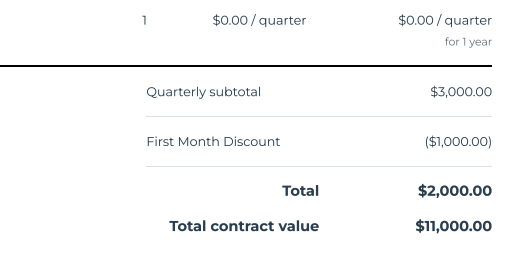 1 $0.00 / quarter $0.00 / quarter
for 1 year
Quarterly subtotal $3,000.00
First Month Discount ($1,000.00)
Total $2,000.00
Total contract value $11,000.00